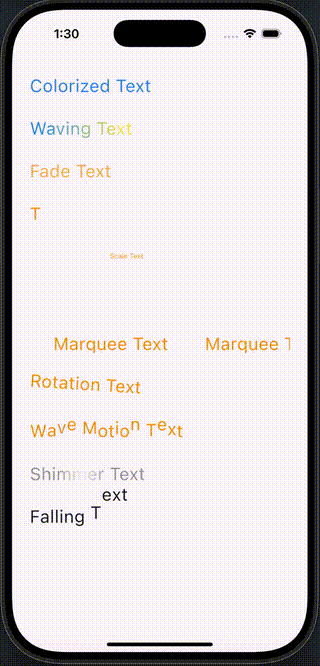 1:30
Colorized Text
Waving Text
Fade Text
T
Scale Text
Marquee Text Marquee T
Rotation Text
Wave Motion Text
Shimmer Text
Falling Text